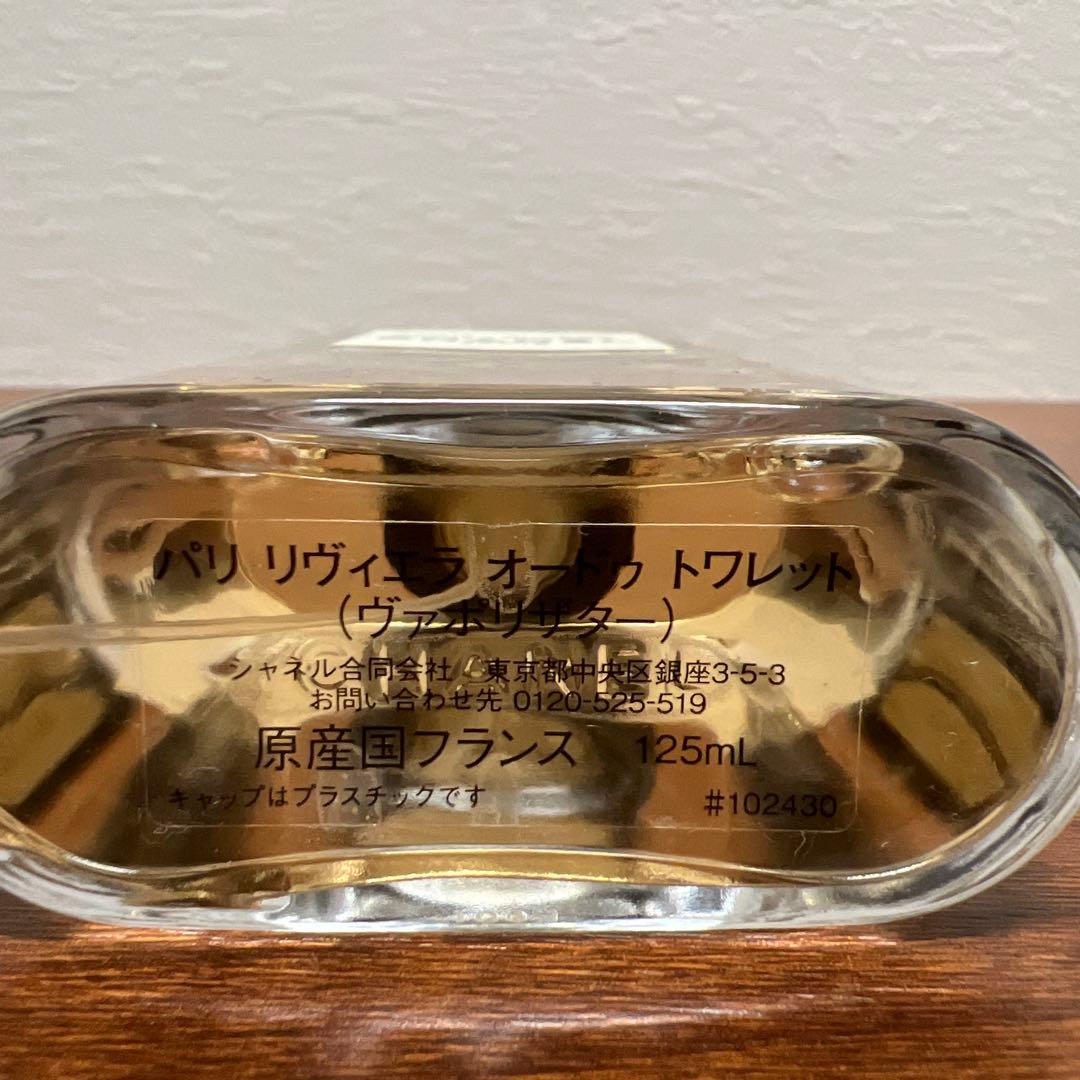 パリ リヴィエラ オードゥ トワレット
(ヴァポリザター)
CHANEL
シャネル合同会社 東京都中央区銀座3-5-3
お問い合わせ先 0120-525-519
原産国フランス 125mL
キャップはプラスチックです #102430